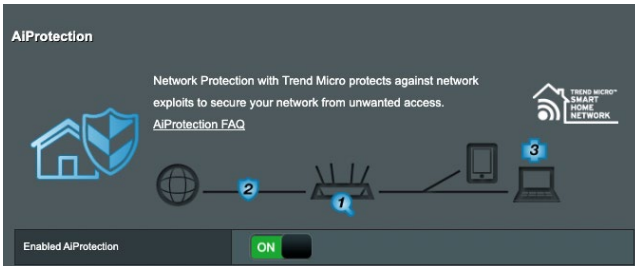 AiProtection
Network Protection with Trend Micro protects against network
exploits to secure your network from unwanted access.
AiProtection FAQ
TREND MICRO™
SMART
HOME
NETWORK
3
2
1
Enabled AiProtection
ON